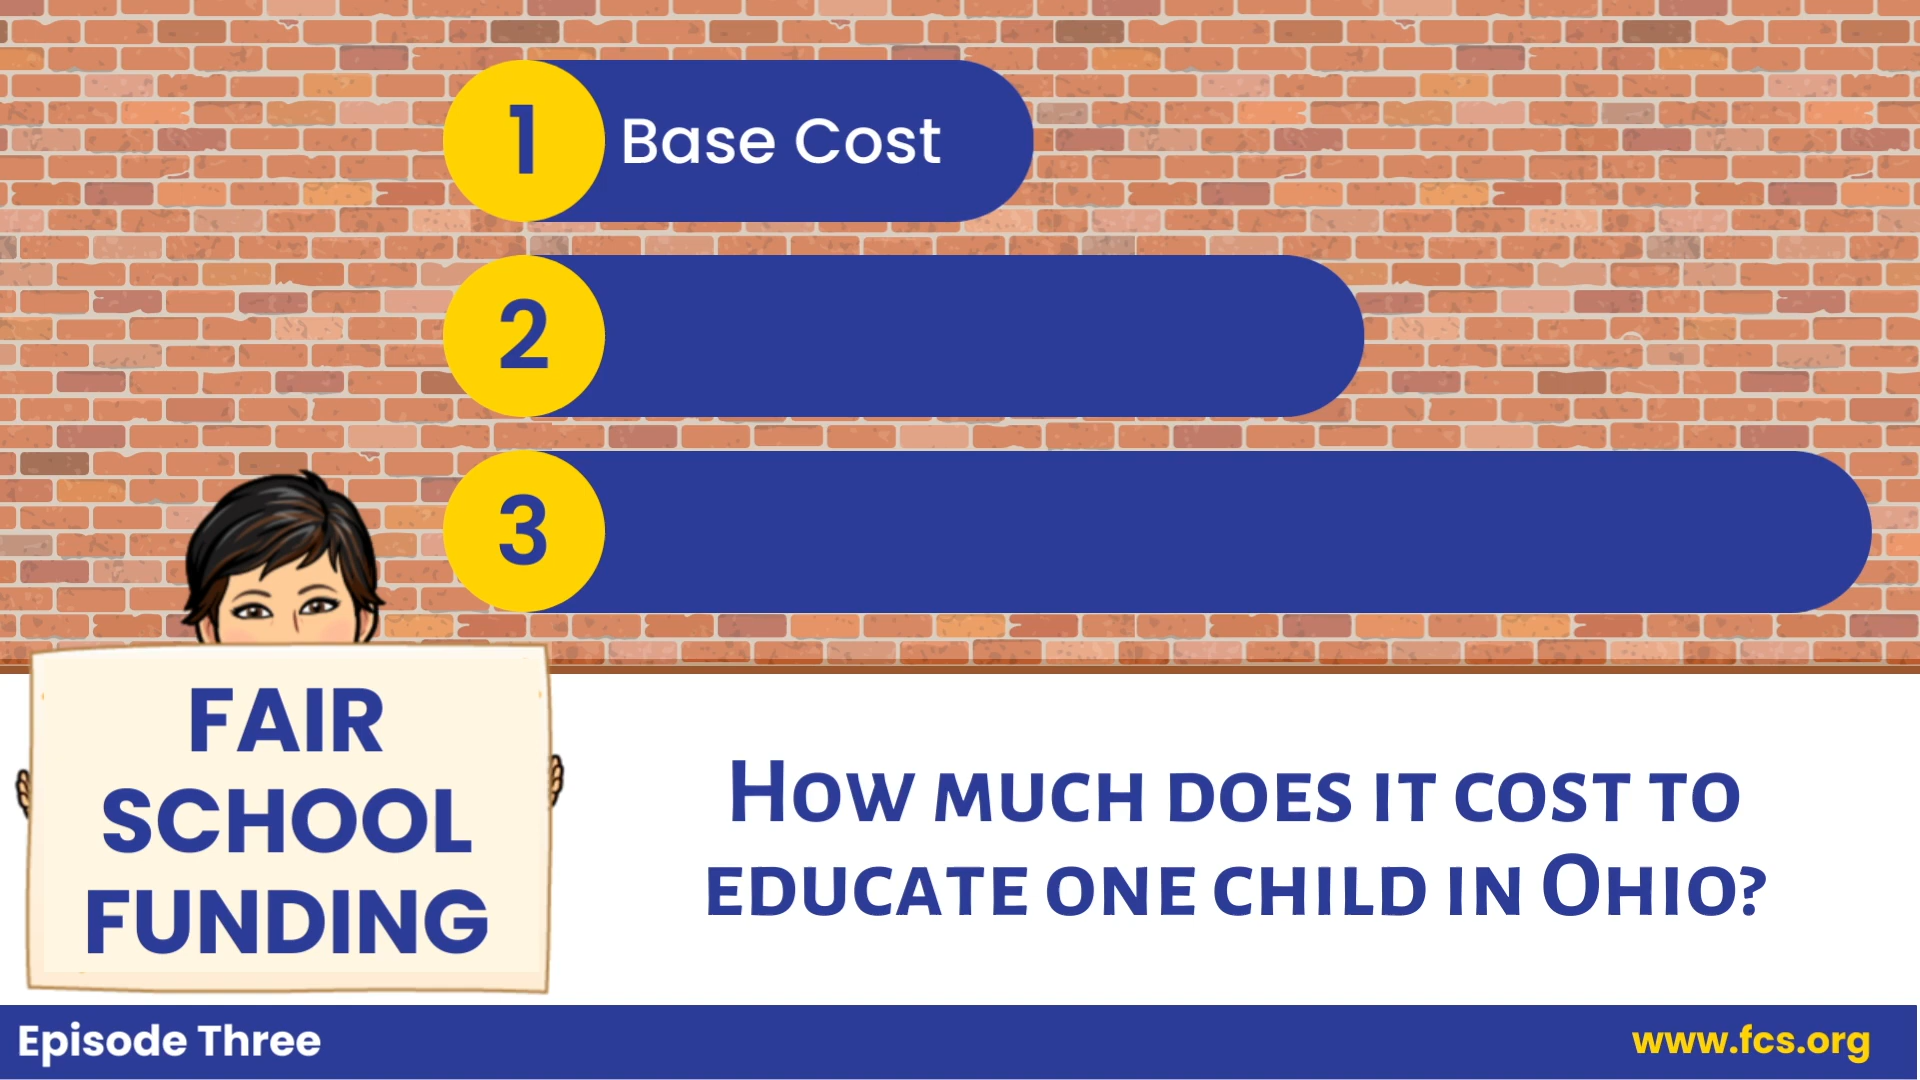 1 Base Cost
2
3
FAIR
SCHOOL
FUNDING
How much does it cost to
educate one child in Ohio?
Episode Three
www.fcs.org